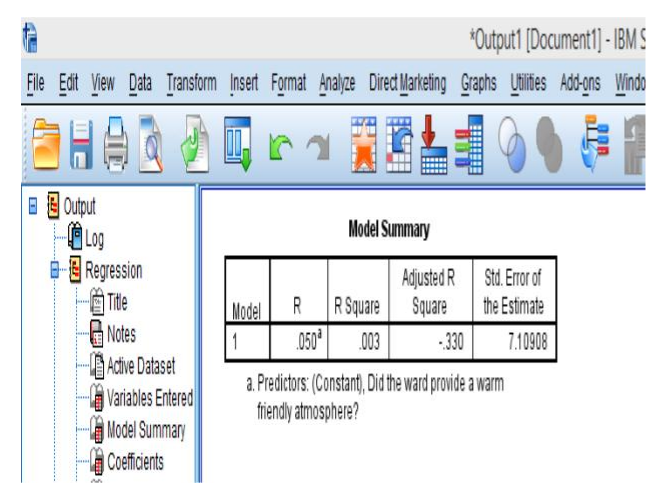 *Output1 [Document1] - IBM S
File Edit View Data Transform Insert Format Analyze Direct Marketing Graphs Utilities Add-ons Windo
Output
Log
Regression
Title
Notes
Active Dataset
Variables Entered
Model Summary
Coefficients
Model Summary
Model R R Square Adjusted R Square Std. Error of the Estimate
1 .050a .003 -.330 7.10908
a. Predictors: (Constant), Did the ward provide a warm
friendly atmosphere?